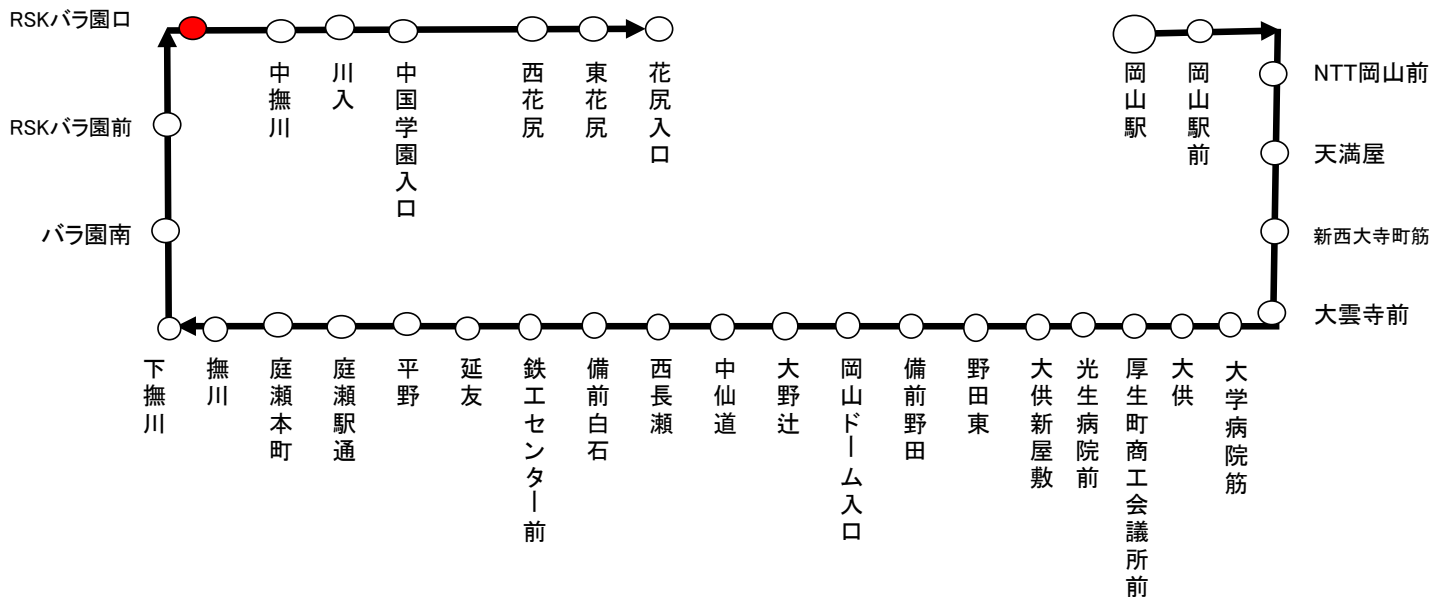 RSKバラ園口
RSKバラ園前
バラ園南
中撫川
川入
中国学園入口
西花尻
東花尻
花尻入口
岡山駅
岡山駅前
NTT岡山前
天満屋
新西大寺町筋
大雲寺前
下撫川
撫川
庭瀬本町
庭瀬駅通
平野
延友
鉄工センター前
備前白石
西長瀬
中仙道
大野辻
岡山ドーム入口
備前野田
野田東
大供新屋敷
光生病院前
厚生町商工会議所前
大供
大学病院筋